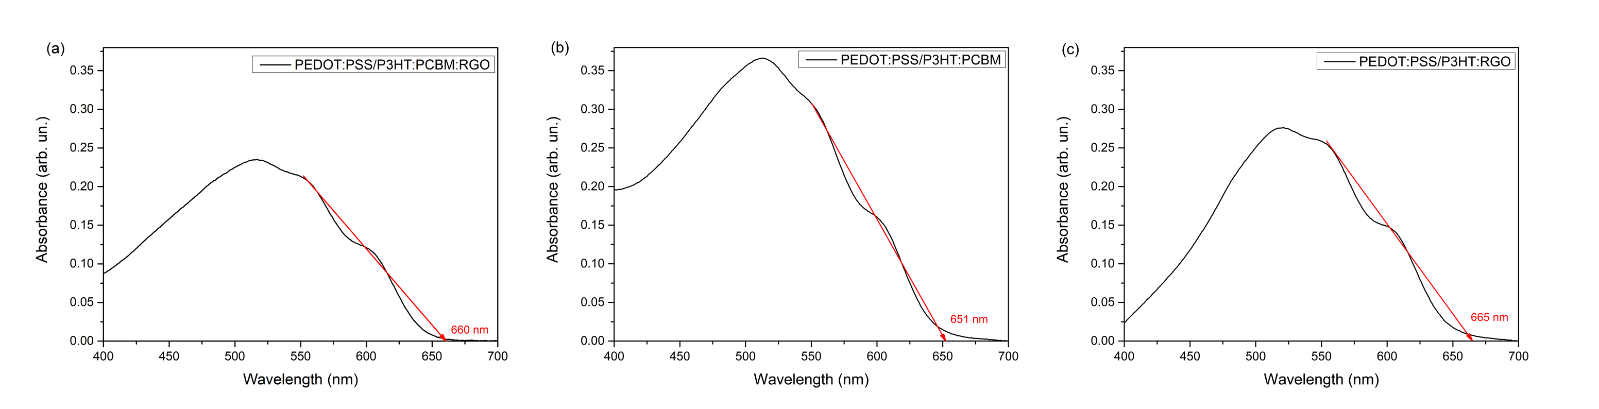 (a)
PEDOT:PSS/P3HT:PCBM:RGO
0.35
0.30
0.25
0.20
0.15
0.10
0.05
0.00
Absorbance (arb. un.)
660 nm
400 450 500 550 600 650 700
Wavelength (nm)
(b)
PEDOT:PSS/P3HT:PCBM
0.35
0.30
0.25
0.20
0.15
0.10
0.05
0.00
Absorbance (arb. un.)
651 nm
400 450 500 550 600 650 700
Wavelength (nm)
(c)
PEDOT:PSS/P3HT:RGO
0.35
0.30
0.25
0.20
0.15
0.10
0.05
0.00
Absorbance (arb. un.)
665 nm
400 450 500 550 600 650 700
Wavelength (nm)